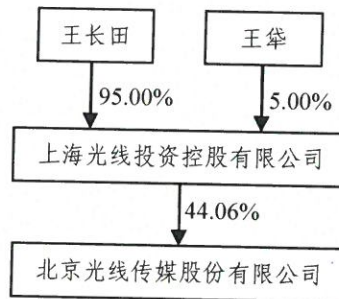 王长田
王牮
95.00%
5.00%
上海光线投资控股有限公司
44.06%
北京光线传媒股份有限公司